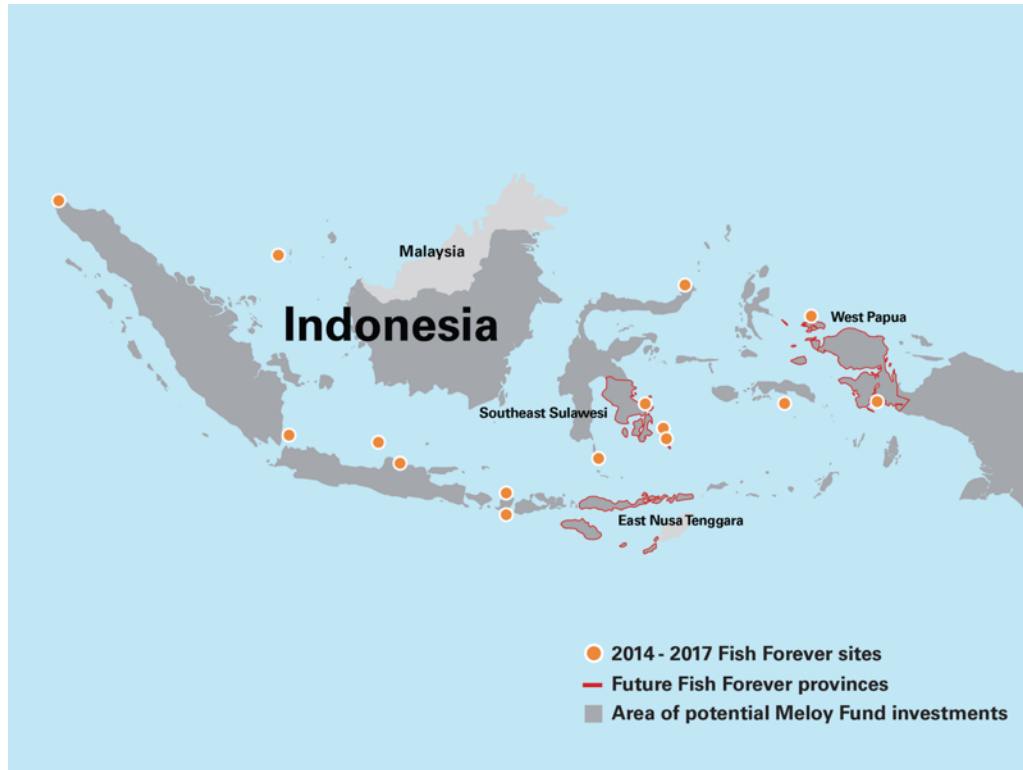 Malaysia
Indonesia
West Papua
Southeast Sulawesi
East Nusa Tenggara
2014 - 2017 Fish Forever sites
Future Fish Forever provinces
Area of potential Meloy Fund investments